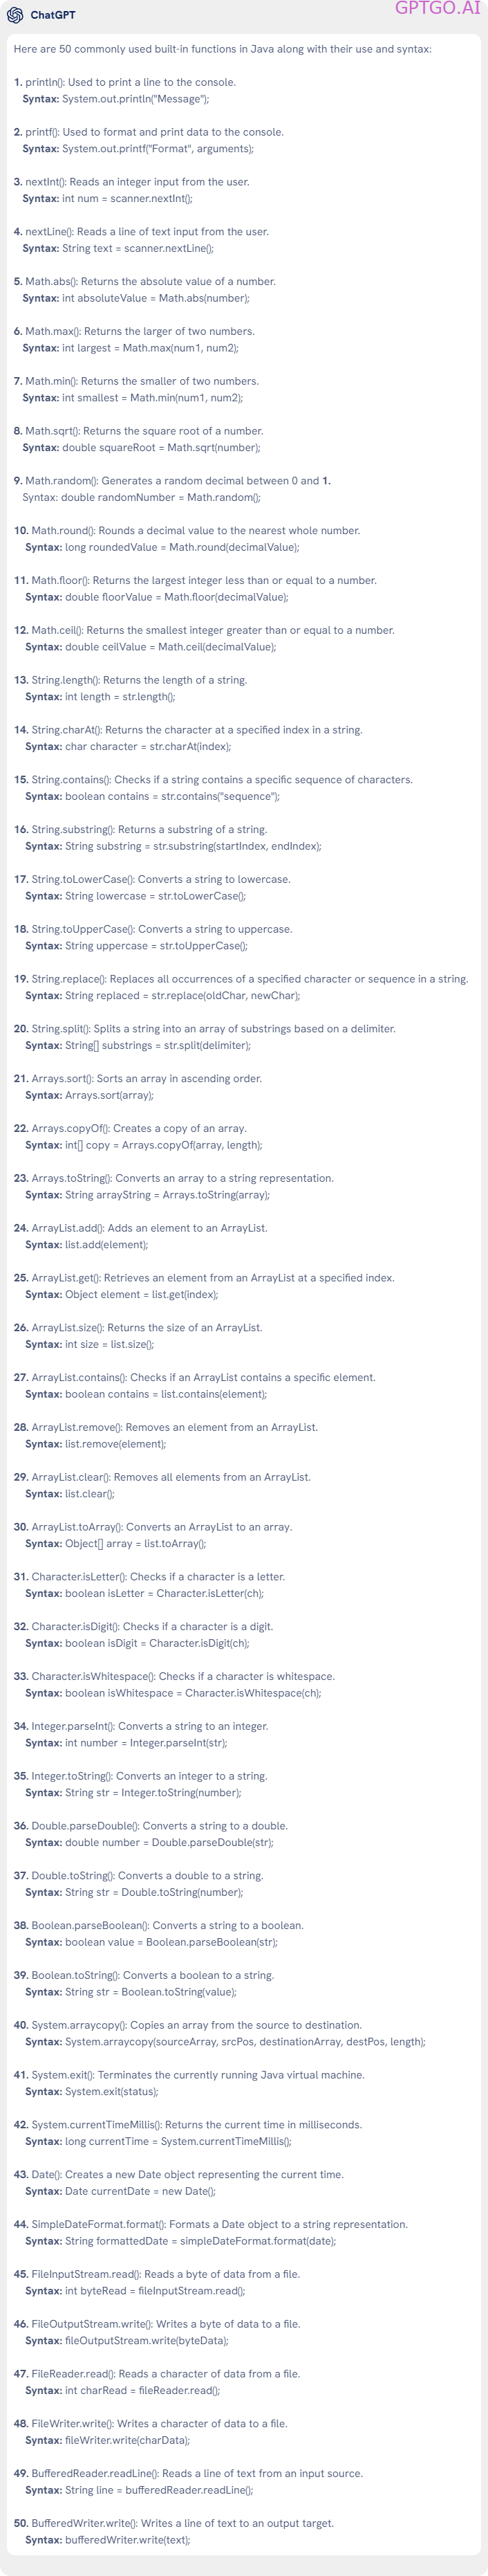 ChatGPT
GPTGO.AI
Here are 50 commonly used built-in functions in Java along with their use and syntax:
1. println(): Used to print a line to the console.
Syntax: System.out.println("Message");
2. printf(): Used to format and print data to the console.
Syntax: System.out.printf("Format", arguments);
3. nextInt(): Reads an integer input from the user.
Syntax: int num = scanner.nextInt();
4. nextLine(): Reads a line of text input from the user.
Syntax: String text = scanner.nextLine();
5. Math.abs(): Returns the absolute value of a number.
Syntax: int absoluteValue = Math.abs(number);
6. Math.max(): Returns the larger of two numbers.
Syntax: int largest = Math.max(num1, num2);
7. Math.min(): Returns the smaller of two numbers.
Syntax: int smallest = Math.min(num1, num2);
8. Math.sqrt(): Returns the square root of a number.
Syntax: double squareRoot = Math.sqrt(number);
9. Math.random(): Generates a random decimal between 0 and 1.
Syntax: double randomNumber = Math.random();
10. Math.round(): Rounds a decimal value to the nearest whole number.
Syntax: long roundedValue = Math.round(decimalValue);
11. Math.floor(): Returns the largest integer less than or equal to a number.
Syntax: double floorValue = Math.floor(decimalValue);
12. Math.ceil(): Returns the smallest integer greater than or equal to a number.
Syntax: double ceilValue = Math.ceil(decimalValue);
13. String.length(): Returns the length of a string.
Syntax: int length = str.length();
14. String.charAt(): Returns the character at a specified index in a string.
Syntax: char character = str.charAt(index);
15. String.contains(): Checks if a string contains a specific sequence of characters.
Syntax: boolean contains = str.contains("sequence");
16. String.substring(): Returns a substring of a string.
Syntax: String substring = str.substring(startIndex, endIndex);
17. String.toLowerCase(): Converts a string to lowercase.
Syntax: String lowercase = str.toLowerCase();
18. String.toUpperCase(): Converts a string to uppercase.
Syntax: String uppercase = str.toUpperCase();
19. String.replace(): Replaces all occurrences of a specified character or sequence in a string.
Syntax: String replaced = str.replace(oldChar, newChar);
20. String.split(): Splits a string into an array of substrings based on a delimiter.
Syntax: String[] substrings = str.split(delimiter);
21. Arrays.sort(): Sorts an array in ascending order.
Syntax: Arrays.sort(array);
22. Arrays.copyOf(): Creates a copy of an array.
Syntax: int[] copy = Arrays.copyOf(array, length);
23. Arrays.toString(): Converts an array to a string representation.
Syntax: String arrayString = Arrays.toString(array);
24. ArrayList.add(): Adds an element to an ArrayList.
Syntax: list.add(element);
25. ArrayList.get(): Retrieves an element from an ArrayList at a specified index.
Syntax: Object element = list.get(index);
26. ArrayList.size(): Returns the size of an ArrayList.
Syntax: int size = list.size();
27. ArrayList.contains(): Checks if an ArrayList contains a specific element.
Syntax: boolean contains = list.contains(element);
28. ArrayList.remove(): Removes an element from an ArrayList.
Syntax: list.remove(element);
29. ArrayList.clear(): Removes all elements from an ArrayList.
Syntax: list.clear();
30. ArrayList.toArray(): Converts an ArrayList to an array.
Syntax: Object[] array = list.toArray();
31. Character.isLetter(): Checks if a character is a letter.
Syntax: boolean isLetter = Character.isLetter(ch);
32. Character.isDigit(): Checks if a character is a digit.
Syntax: boolean isDigit = Character.isDigit(ch);
33. Character.isWhitespace(): Checks if a character is whitespace.
Syntax: boolean isWhitespace = Character.isWhitespace(ch);
34. Integer.parseInt(): Converts a string to an integer.
Syntax: int number = Integer.parseInt(str);
35. Integer.toString(): Converts an integer to a string.
Syntax: String str = Integer.toString(number);
36. Double.parseDouble(): Converts a string to a double.
Syntax: double number = Double.parseDouble(str);
37. Double.toString(): Converts a double to a string.
Syntax: String str = Double.toString(number);
38. Boolean.parseBoolean(): Converts a string to a boolean.
Syntax: boolean value = Boolean.parseBoolean(str);
39. Boolean.toString(): Converts a boolean to a string.
Syntax: String str = Boolean.toString(value);
40. System.arraycopy(): Copies an array from the source to destination.
Syntax: System.arraycopy(sourceArray, srcPos, destinationArray, destPos, length);
41. System.exit(): Terminates the currently running Java virtual machine.
Syntax: System.exit(status);
42. System.currentTimeMillis(): Returns the current time in milliseconds.
Syntax: long currentTime = System.currentTimeMillis();
43. Date(): Creates a new Date object representing the current time.
Syntax: Date currentDate = new Date();
44. SimpleDateFormat.format(): Formats a Date object to a string representation.
Syntax: String formattedDate = simpleDateFormat.format(date);
45. FileInputStream.read(): Reads a byte of data from a file.
Syntax: int byteRead = fileInputStream.read();
46. FileOutputStream.write(): Writes a byte of data to a file.
Syntax: fileOutputStream.write(byteData);
47. FileReader.read(): Reads a character of data from a file.
Syntax: int charRead = fileReader.read();
48. FileWriter.write(): Writes a character of data to a file.
Syntax: fileWriter.write(charData);
49. BufferedReader.readLine(): Reads a line of text from an input source.
Syntax: String line = bufferedReader.readLine();
50. BufferedWriter.write(): Writes a line of text to an output target.
Syntax: bufferedWriter.write(text);